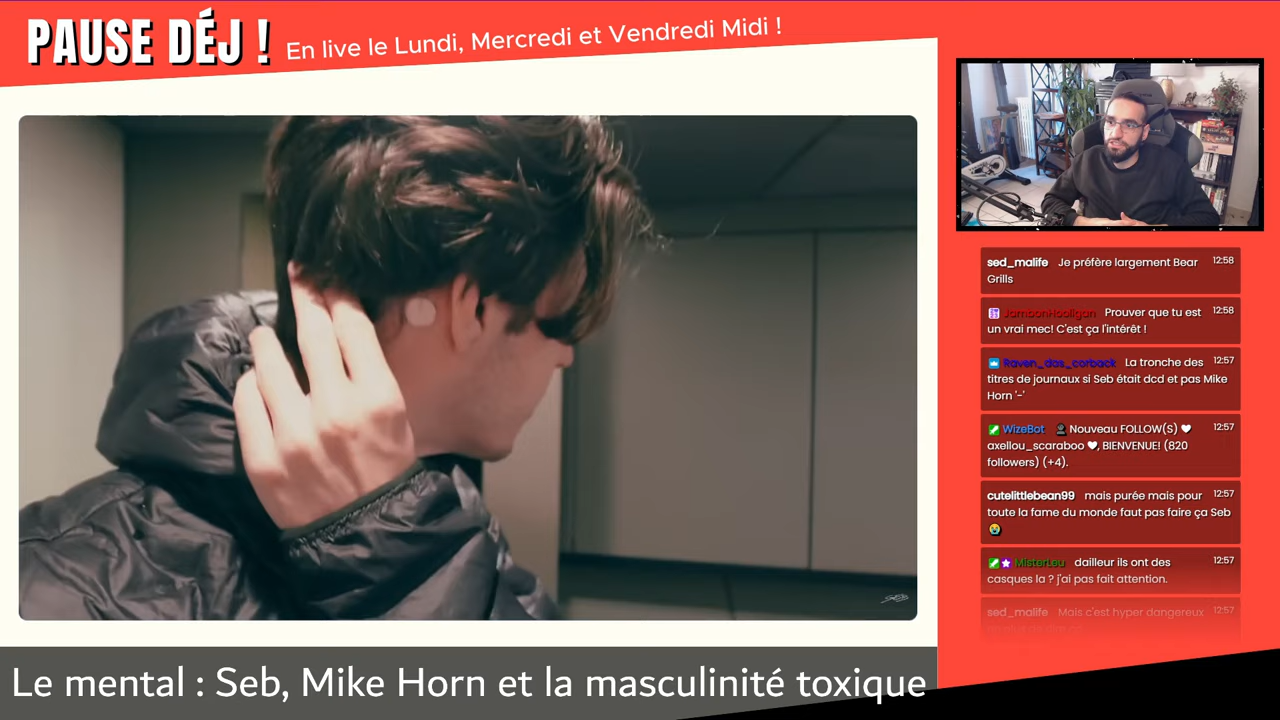 PAUSE DÉJ !
En live le Lundi, Mercredi et Vendredi Midi !
sed_malife Je préfère largement Bear 12:58
Grills
JambonHooligan Prouver que tu est 12:58
un vrai mec! C'est ça l'intérêt !
Raven_das_corback La tronche des 12:57
titres de journaux si Seb était dcd et pas Mike
Horn '-'
WizeBot Nouveau FOLLOW(S) 12:57
axellou_scaraboo , BIENVENUE! (820
followers) (+4).
cutelittlebean99 mais purée mais pour 12:57
toute la fame du monde faut pas faire ça Seb
MisterLeu dailleur ils ont des 12:57
casques la ? j'ai pas fait attention.
sed_malife Mais c'est hyper dangereux 12:57
Le mental : Seb, Mike Horn et la masculinité toxique